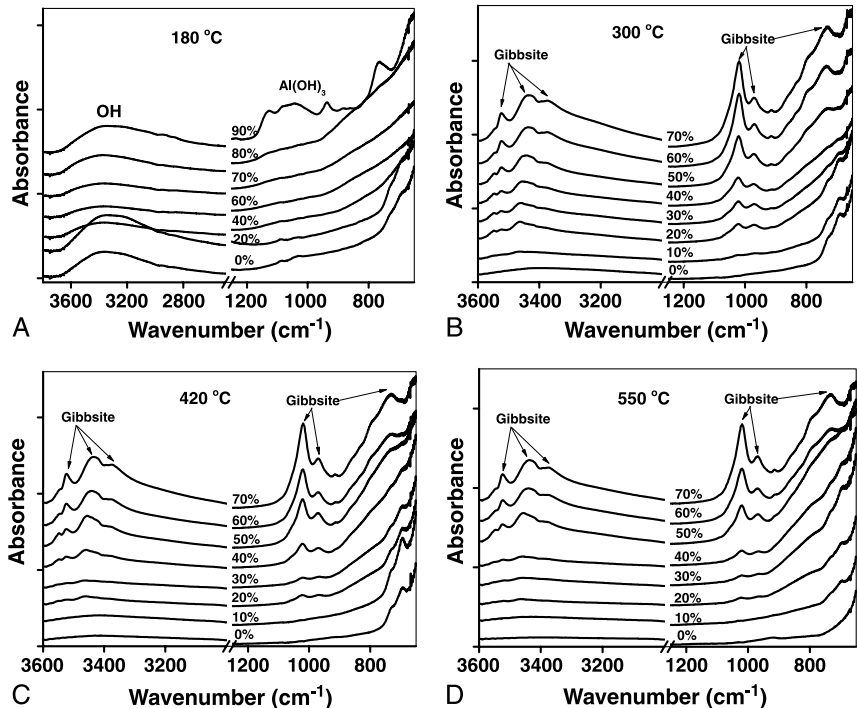 180 °C
Al(OH)3
OH
90%
80%
70%
60%
40%
20%
0%
Absorbance
3600
3200
2800
1200
800
Wavenumber (cm-1)
A
300 °C
Gibbsite
Gibbsite
70%
60%
50%
40%
30%
20%
10%
0%
Absorbance
3600
3400
3200
1200
1000
800
Wavenumber (cm-1)
B
420 °C
Gibbsite
Gibbsite
70%
60%
50%
40%
30%
20%
10%
0%
Absorbance
3600
3400
3200
1200
1000
800
Wavenumber (cm-1)
C
550 °C
Gibbsite
Gibbsite
70%
60%
50%
40%
30%
20%
10%
0%
Absorbance
3600
3400
3200
1200
1000
800
Wavenumber (cm-1)
D